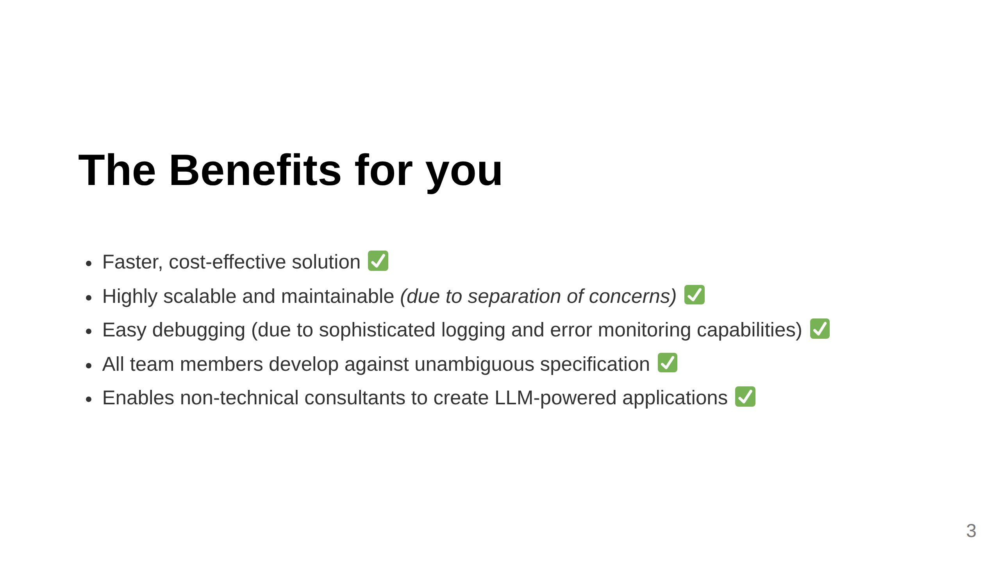 The Benefits for you
• Faster, cost-effective solution ✅
• Highly scalable and maintainable (due to separation of concerns) ✅
• Easy debugging (due to sophisticated logging and error monitoring capabilities) ✅
• All team members develop against unambiguous specification ✅
• Enables non-technical consultants to create LLM-powered applications ✅
3